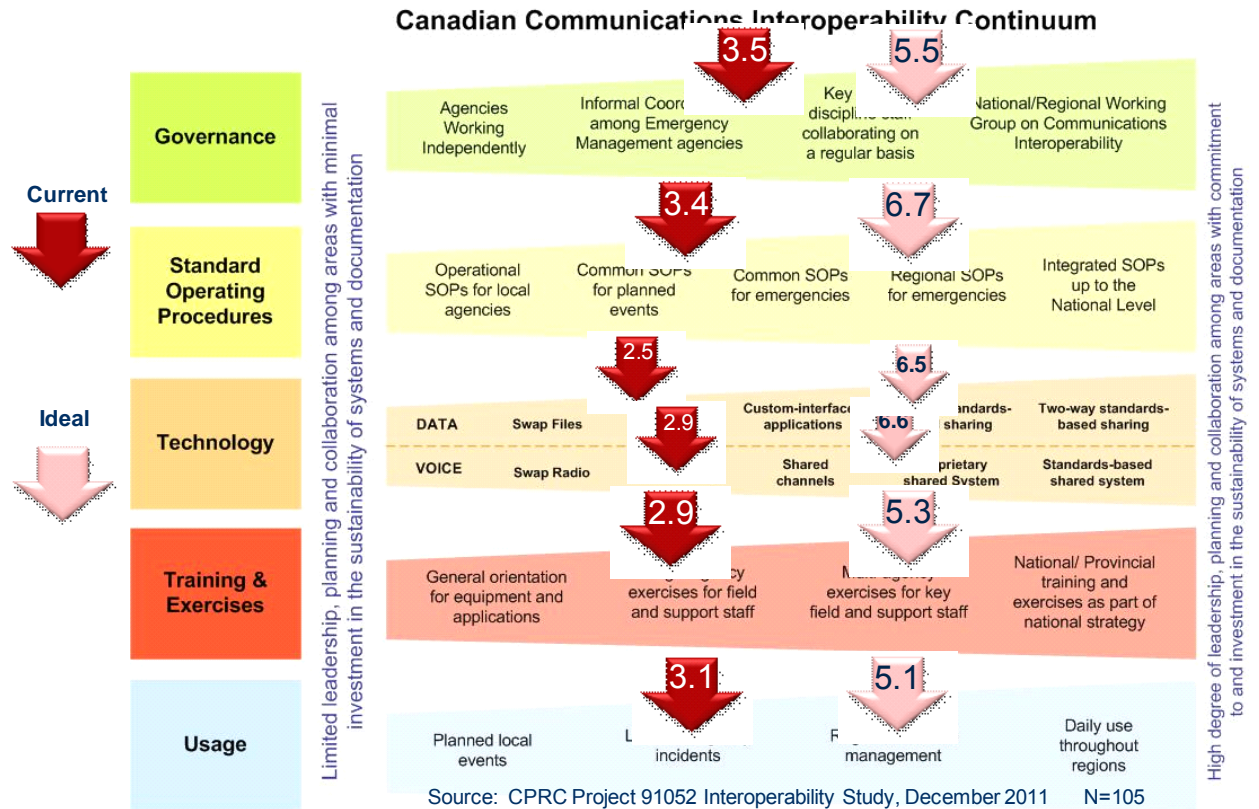 Canadian Communications Interoperability Continuum
3.5
5.5
Governance
Agencies
Working
Independently
Informal
among Emergency
Management agencies
Key
collaborating on
a regular basis
National/Regional Working
Group on Communications
Interoperability
Current
3.4
6.7
Standard
Operating
Procedures
Operational
SOPs for local
agencies
Common SOPs
for planned
events
Common SOPs
for emergencies
Regional SOPs
for emergencies
Integrated SOPs
up to the
National Level
2.5
6.5
Ideal
Technology
DATA
Swap Files
2.9
Custom-interface
applications
6.6
sharing
Two-way standards-
based sharing
VOICE
Swap Radio
Shared
channels
shared System
Standards-based
shared system
2.9
5.3
Training &
Exercises
General orientation
for equipment and
applications
exercises for field
and support staff
exercises for key
field and support staff
National/ Provincial
training and
exercises as part of
national strategy
3.1
5.1
Usage
Planned local
events
incidents
management
Daily use
throughout
regions
Limited leadership, planning and collaboration among areas with minimal
investment in the sustainability of systems and documentation
High degree of leadership, planning and collaboration among areas with commitment
to and investment in the sustainability of systems and documentation
Source: CPRC Project 91052 Interoperability Study, December 2011 N=105